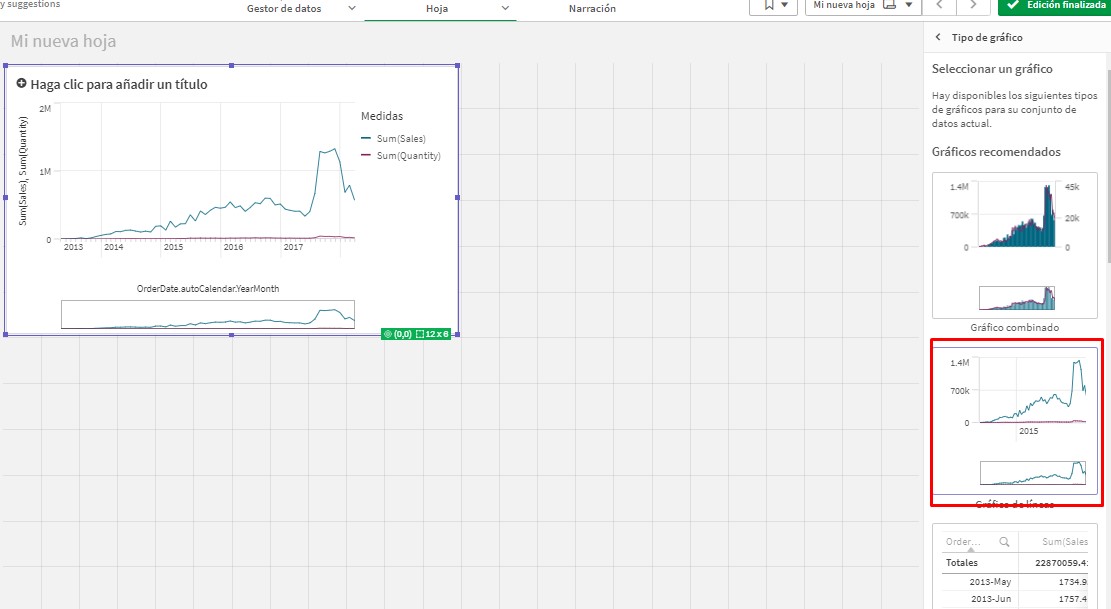 y suggestions
Gestor de datos
Hoja
Narración
Mi nueva hoja
Edición finalizada
Mi nueva hoja
Haga clic para añadir un título
2M
1M
0
Sum(Sales), Sum(Quantity)
2013
2014
2015
2016
2017
OrderDate.autoCalendar.YearMonth
Medidas
Sum(Sales)
Sum(Quantity)
(0,0) 12 x 6
Tipo de gráfico
Seleccionar un gráfico
Hay disponibles los siguientes tipos
de gráficos para su conjunto de
datos actual.
Gráficos recomendados
1.4M
700k
0
45k
20k
0
Gráfico combinado
1.4M
700k
0
2015
Gráfico de líneas
Order...
Sum(Sales
Totales
22870059.4
2013-May
1734.9
2013-Jun
1757.4